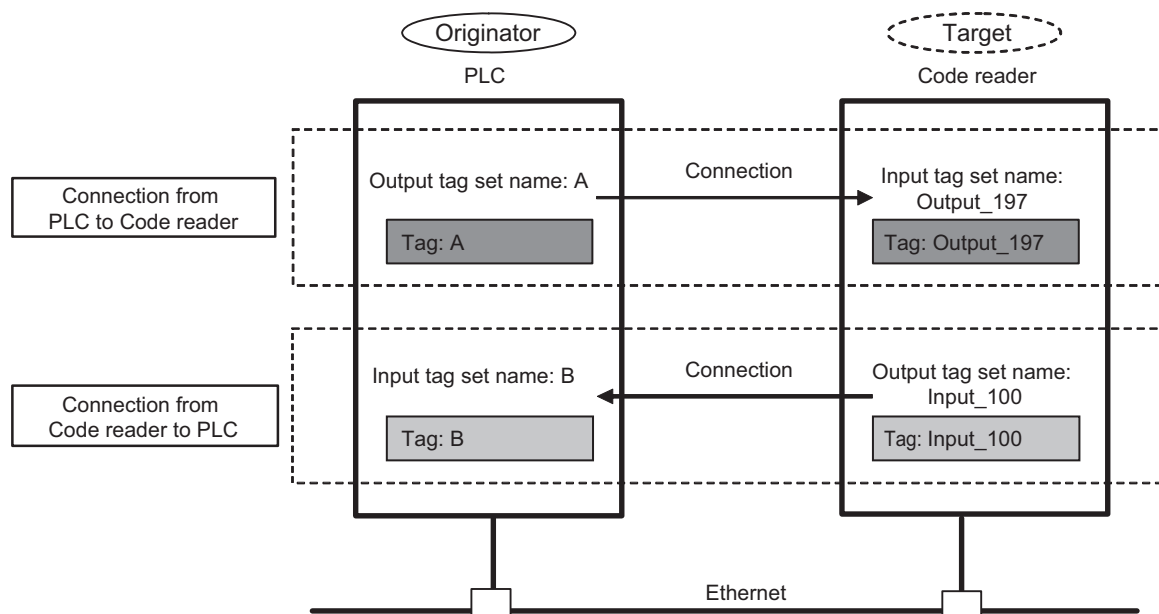 Originator
Target
PLC
Code reader
Connection from
PLC to Code reader
Output tag set name: A
Tag: A
Connection
Input tag set name:
Output_197
Tag: Output_197
Connection from
Code reader to PLC
Input tag set name: B
Tag: B
Connection
Output tag set name:
Input_100
Tag: Input_100
Ethernet